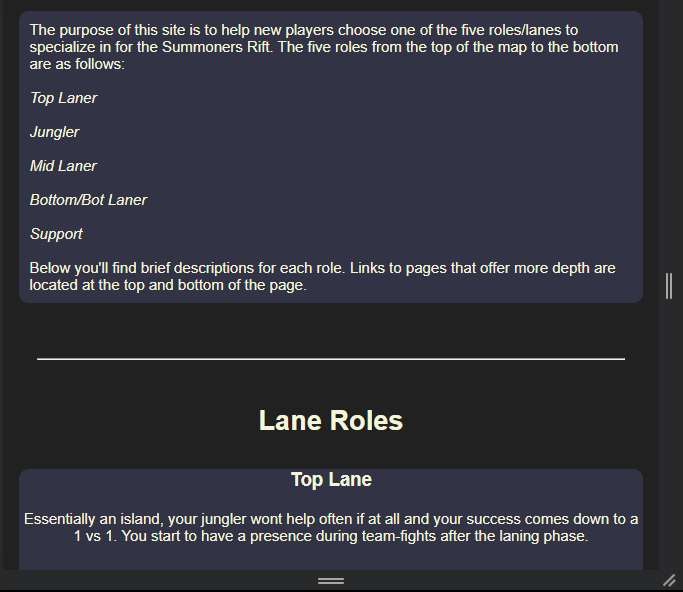 The purpose of this site is to help new players choose one of the five roles/lanes to
specialize in for the Summoners Rift. The five roles from the top of the map to the bottom
are as follows:
Top Laner
Jungler
Mid Laner
Bottom/Bot Laner
Support
Below you'll find brief descriptions for each role. Links to pages that offer more depth are
located at the top and bottom of the page.
Lane Roles
Top Lane
Essentially an island, your jungler wont help often if at all and your success comes down to a
1 vs 1. You start to have a presence during team-fights after the laning phase.